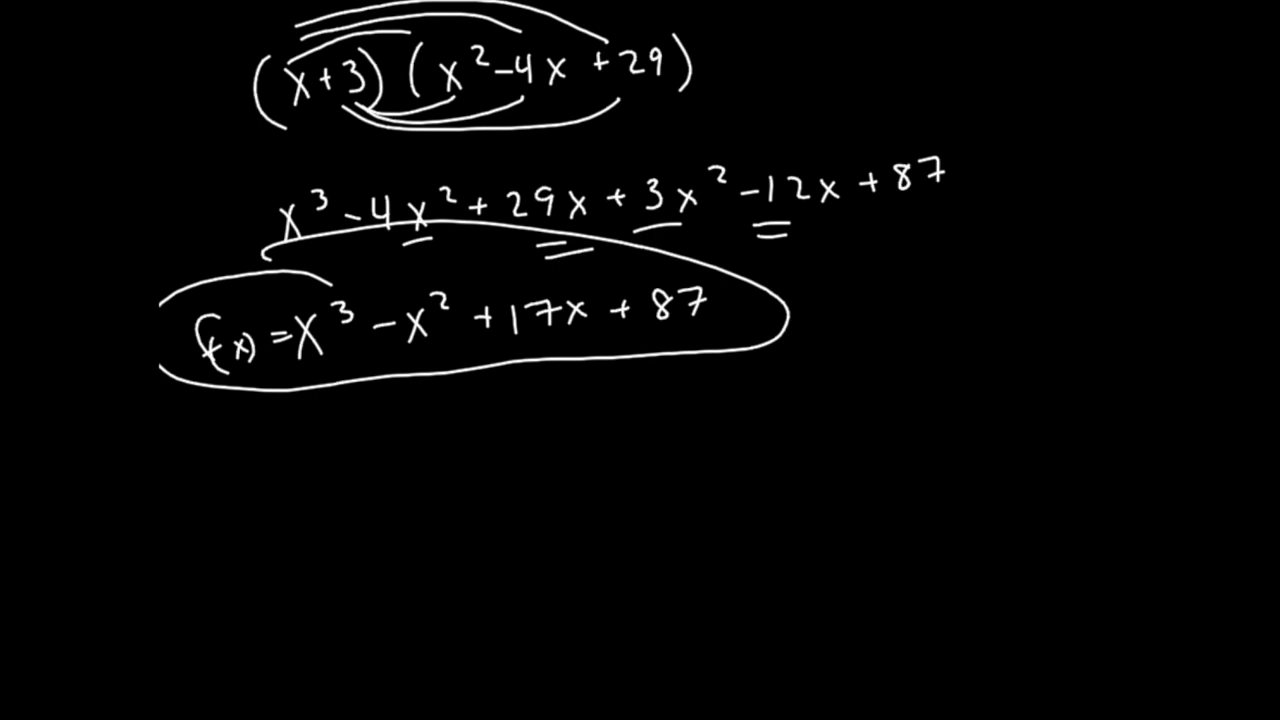 (x+3) (x²-4x +29)
x³ -4x² + 29x + 3x² -12x + 87
f(x) = x³ - x² + 17x + 87